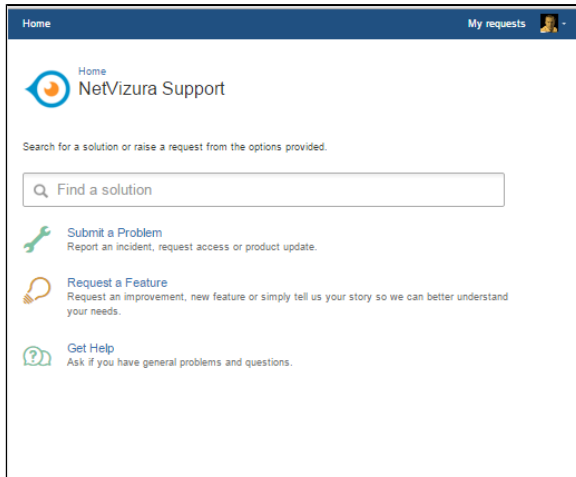 Home My requests
Home
NetVizura Support
Search for a solution or raise a request from the options provided.
Find a solution
Submit a Problem
Report an incident, request access or product update.
Request a Feature
Request an improvement, new feature or simply tell us your story so we can better understand
your needs.
Get Help
Ask if you have general problems and questions.